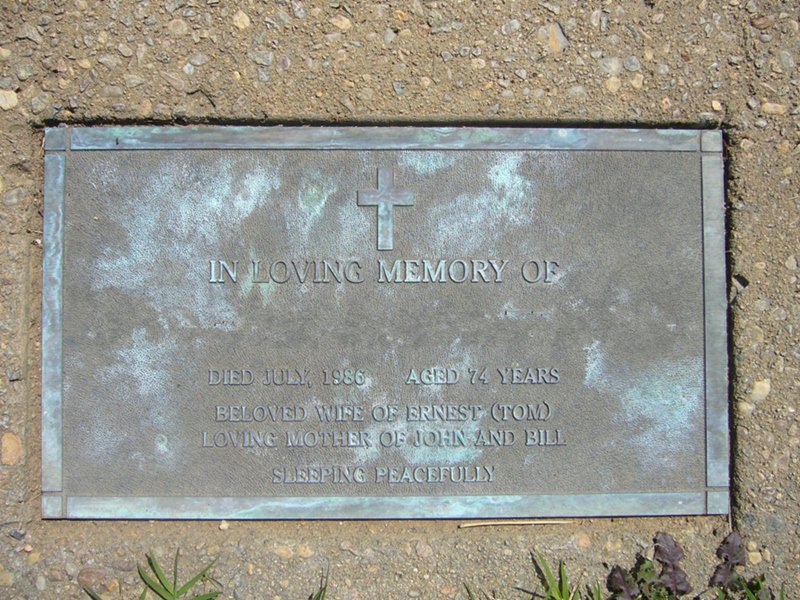 IN LOVING MEMORY OF
DIED JULY, 1986 AGED 74 YEARS
BELOVED WIFE OF ERNEST (TOM)
LOVING MOTHER OF JOHN AND BILL
SLEEPING PEACEFULLY